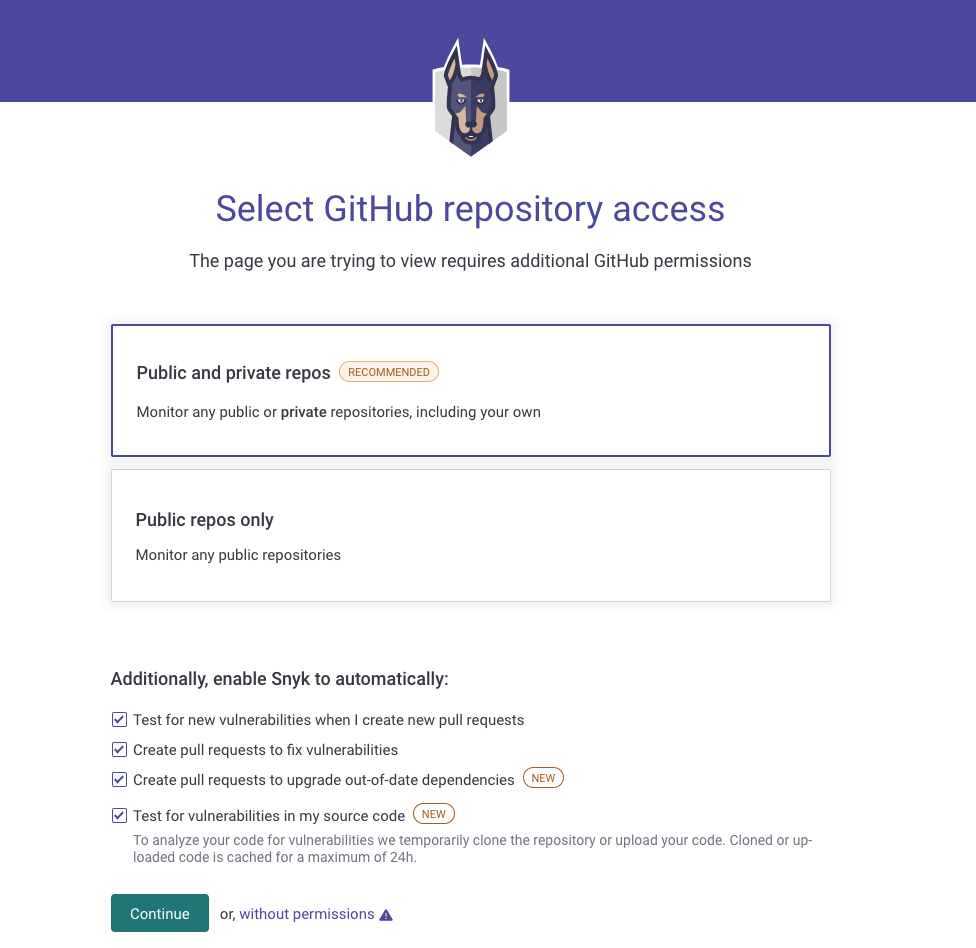 Select GitHub repository access
The page you are trying to view requires additional GitHub permissions
Public and private repos RECOMMENDED
Monitor any public or private repositories, including your own
Public repos only
Monitor any public repositories
Additionally, enable Snyk to automatically:
Test for new vulnerabilities when I create new pull requests
Create pull requests to fix vulnerabilities
Create pull requests to upgrade out-of-date dependencies NEW
Test for vulnerabilities in my source code NEW
To analyze your code for vulnerabilities we temporarily clone the repository or upload your code. Cloned or up-
loaded code is cached for a maximum of 24h.
Continue or, without permissions